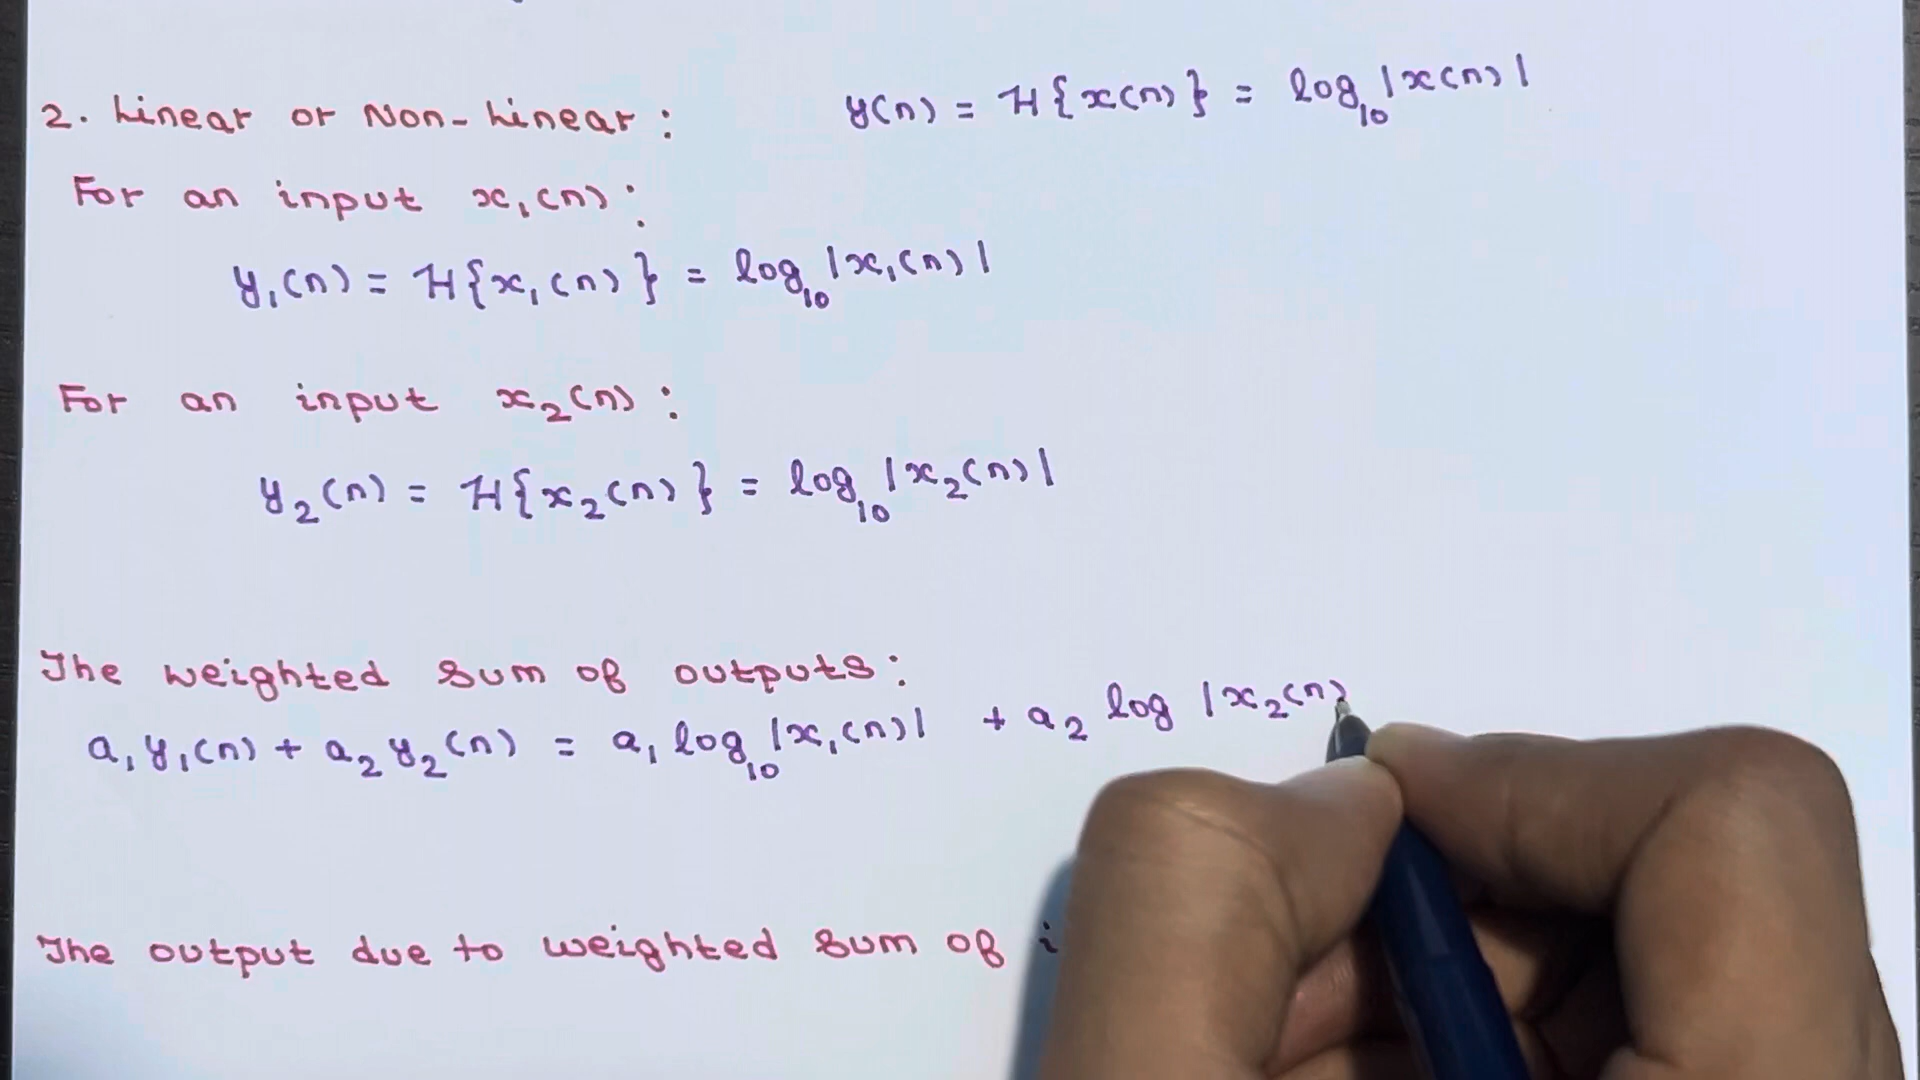 2. Linear or Non-Linear : y(n) = H{x(n)} = log₁₀|x(n)|
For an input x₁(n):
y₁(n) = H{x₁(n)} = log₁₀|x₁(n)|
For an input x₂(n):
y₂(n) = H{x₂(n)} = log₁₀|x₂(n)|
The weighted sum of outputs:
a₁y₁(n) + a₂y₂(n) = a₁ log₁₀|x₁(n)| + a₂ log |x₂(n)
The output due to weighted sum of